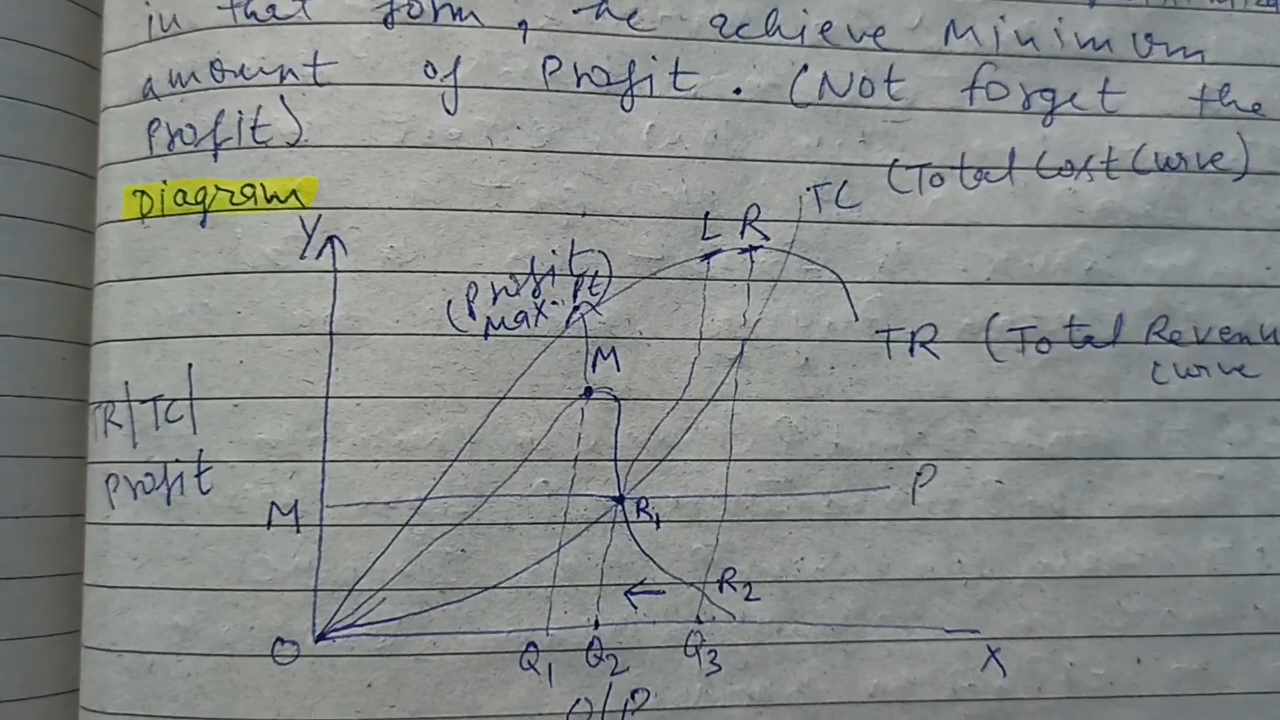 in that form, he achieve minimum
amount of profit. (Not forget the
profit)
Diagram
TC (Total Cost Curve)
Y
L R
(profit
max. pt)
TR (Total Revenu
curve
M
TR/TC/
profit
P
M
R1
R2
O
Q1 Q2 Q3
X
O/P